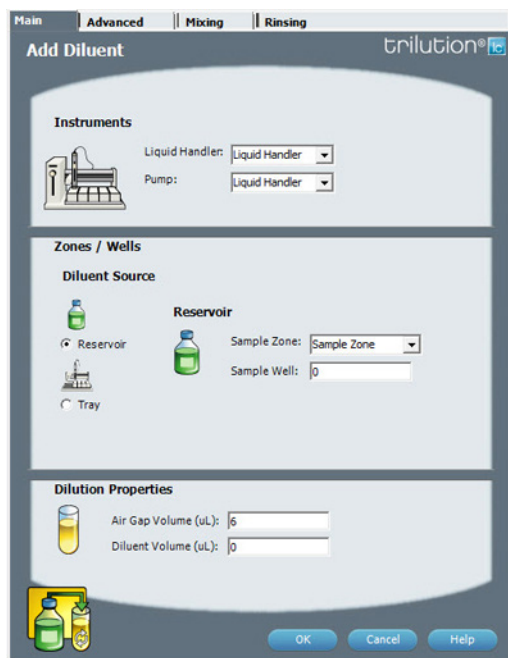 Main Advanced Mixing Rinsing
Add Diluent
trilution® lc
Instruments
Liquid Handler: Liquid Handler
Pump: Liquid Handler
Zones / Wells
Diluent Source
Reservoir
Reservoir
Sample Zone: Sample Zone
Sample Well: 0
Tray
Dilution Properties
Air Gap Volume (uL): 6
Diluent Volume (uL): 0
OK Cancel Help